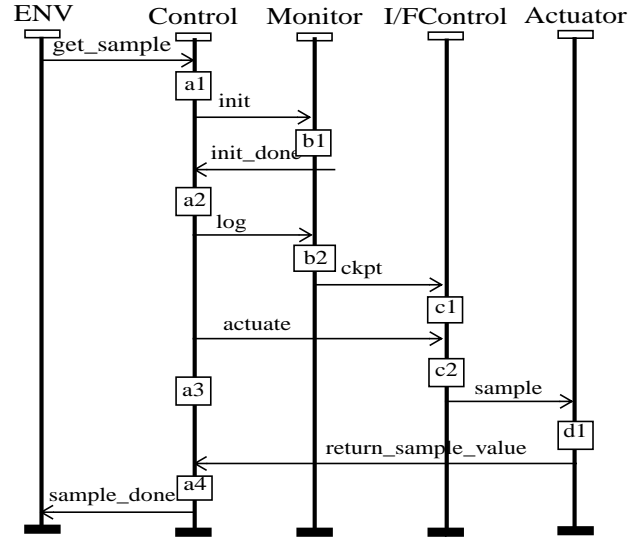 ENV Control Monitor I/FControl Actuator
get_sample
a1
init
b1
init_done
a2
log
b2
ckpt
c1
actuate
c2
a3
sample
d1
return_sample_value
a4
sample_done